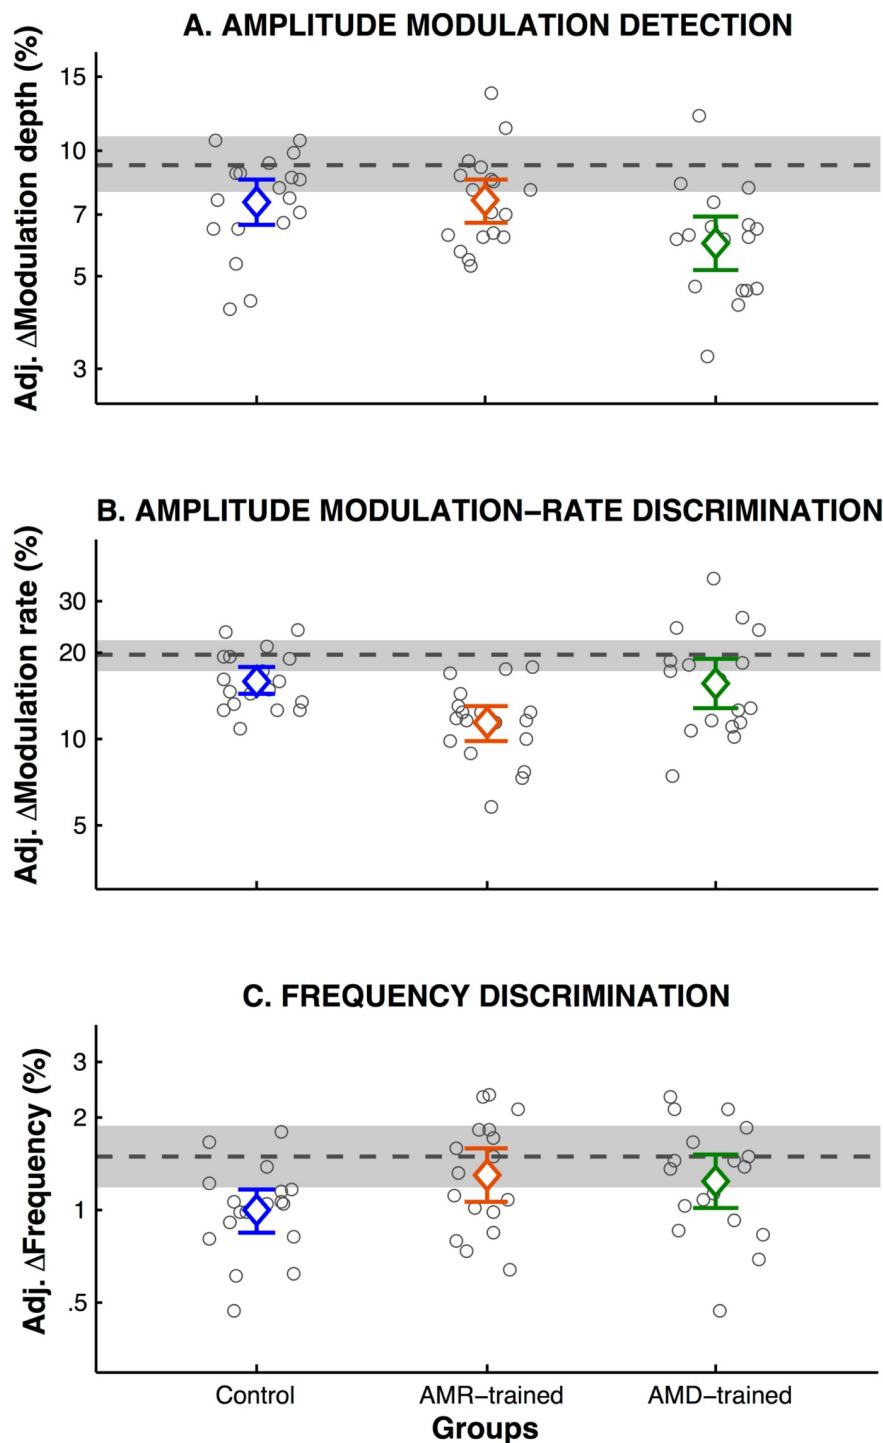 A. AMPLITUDE MODULATION DETECTION
Adj. ΔModulation depth (%)
15
10
7
5
3
B. AMPLITUDE MODULATION–RATE DISCRIMINATION
Adj. ΔModulation rate (%)
30
20
10
5
C. FREQUENCY DISCRIMINATION
Adj. ΔFrequency (%)
3
2
1
.5
Control AMR–trained AMD–trained
Groups